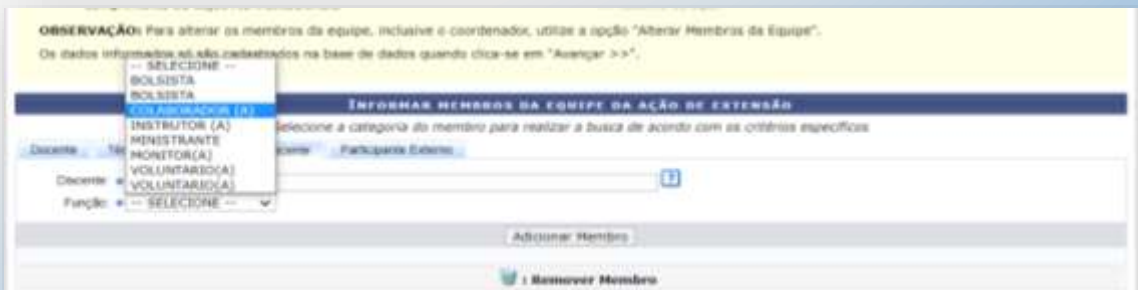 OBSERVAÇÃO: Para alterar os membros da equipe, inclusive o coordenador, utilize a opção "Alterar Membros da Equipe".
Os dados informados só são cadastrados na base de dados quando clica-se em "Avançar >>".
-- SELECIONE --
BOLSISTA
BOLSISTA
COLABORADOR (A)
INSTRUTOR (A)
MINISTRANTE
MONITOR(A)
VOLUNTARIO(A)
VOLUNTARIO(A)
INFORMAR MEMBROS DA EQUIPE DA AÇÃO DE EXTENSÃO
Selecione a categoria do membro para realizar a busca de acordo com os critérios específicos
Docente Participante Externo
Discente:
Função: -- SELECIONE --
Adicionar Membro
: Remover Membro